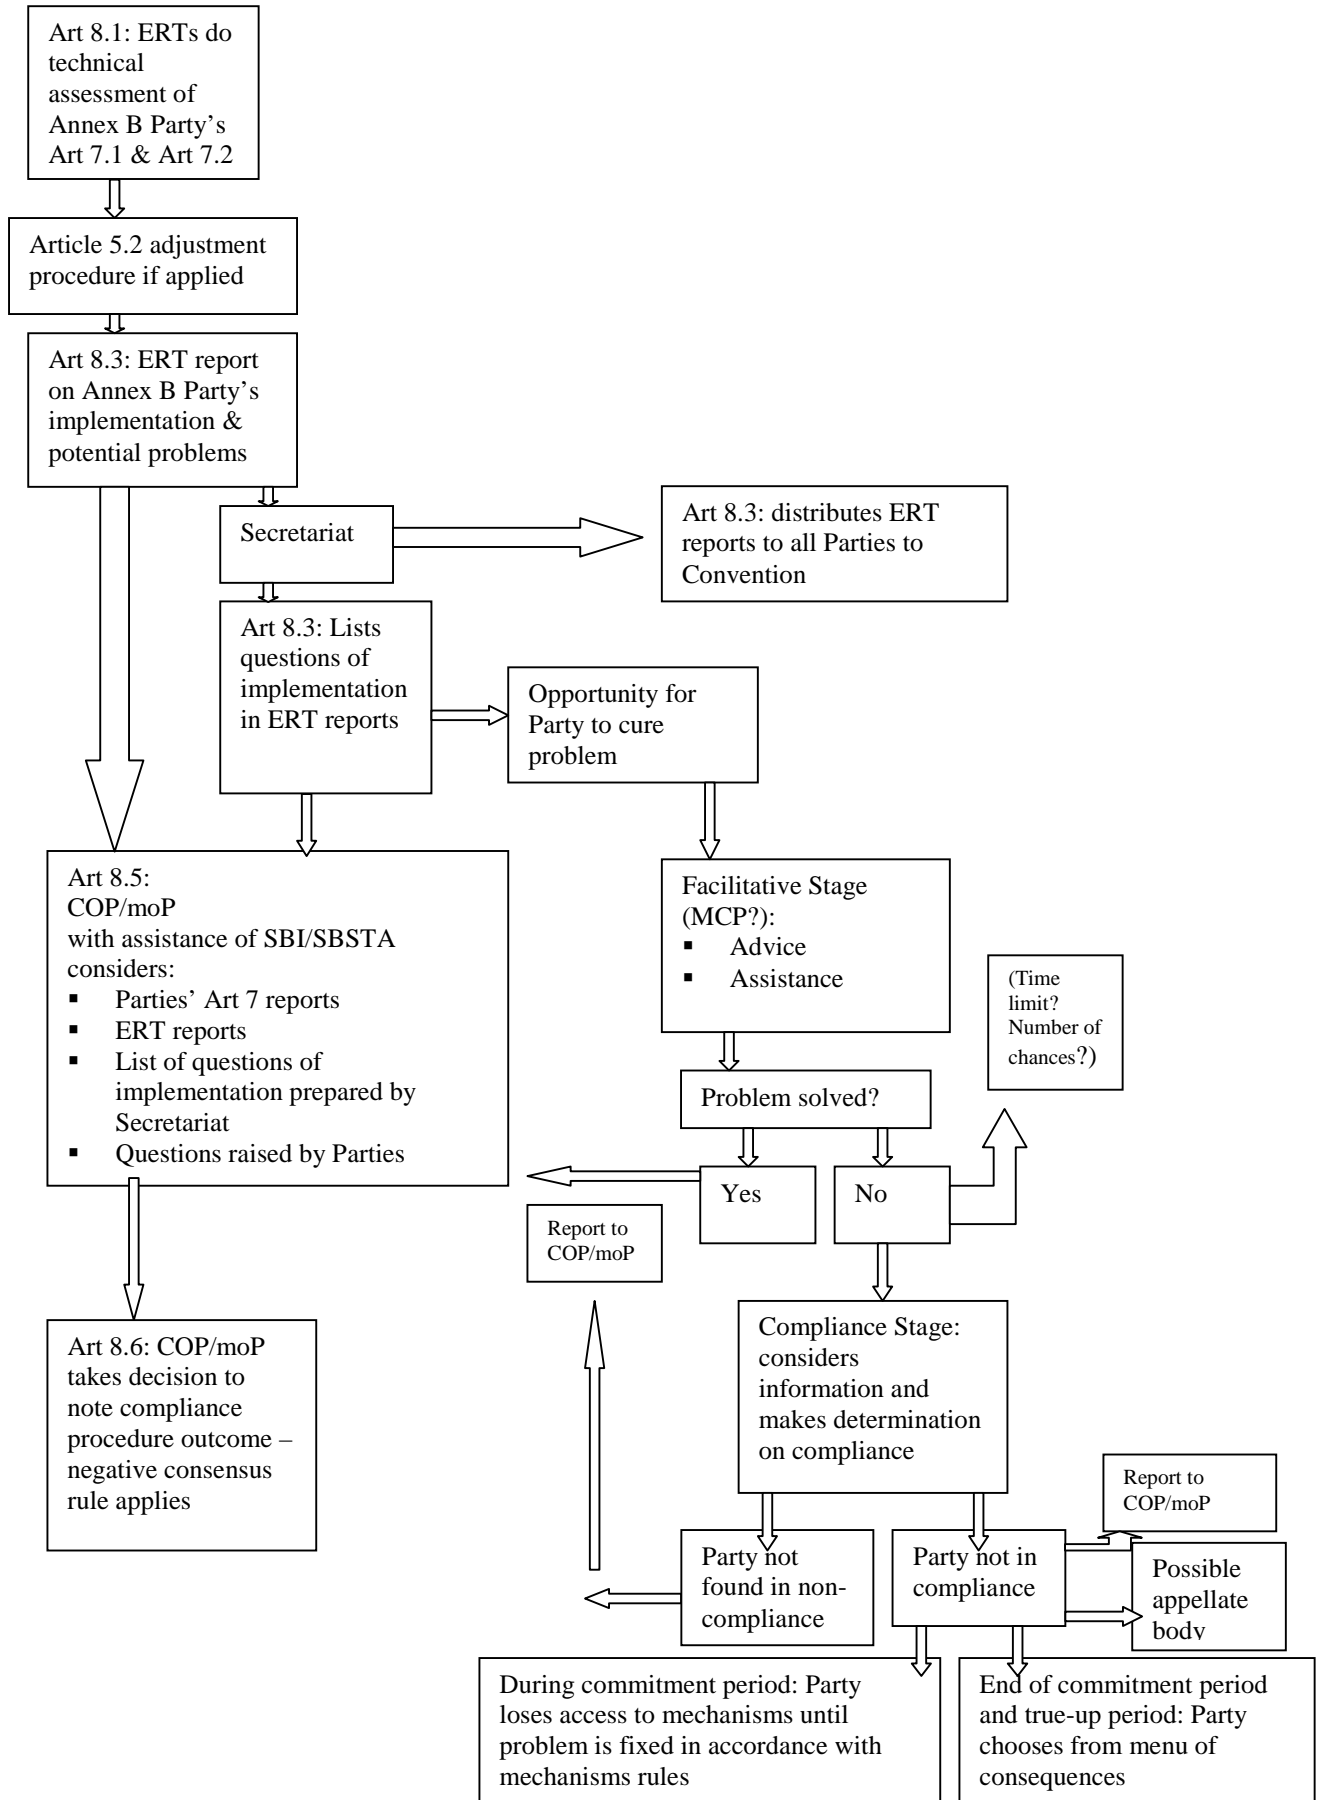 Art 8.1: ERTs do
technical
assessment of
Annex B Party’s
Art 7.1 & Art 7.2
Article 5.2 adjustment
procedure if applied
Art 8.3: ERT report
on Annex B Party’s
implementation &
potential problems
Secretariat
Art 8.3: distributes ERT
reports to all Parties to
Convention
Art 8.3: Lists
questions of
implementation
in ERT reports
Opportunity for
Party to cure
problem
Art 8.5:
COP/moP
with assistance of SBI/SBSTA
considers:
▪ Parties’ Art 7 reports
▪ ERT reports
▪ List of questions of
implementation prepared by
Secretariat
▪ Questions raised by Parties
Facilitative Stage
(MCP?):
▪ Advice
▪ Assistance
(Time
limit?
Number of
chances?)
Problem solved?
Yes
No
Report to
COP/moP
Art 8.6: COP/moP
takes decision to
note compliance
procedure outcome –
negative consensus
rule applies
Compliance Stage:
considers
information and
makes determination
on compliance
Report to
COP/moP
Party not
found in non-
compliance
Party not in
compliance
Possible
appellate
body
During commitment period: Party
loses access to mechanisms until
problem is fixed in accordance with
mechanisms rules
End of commitment period
and true-up period: Party
chooses from menu of
consequences